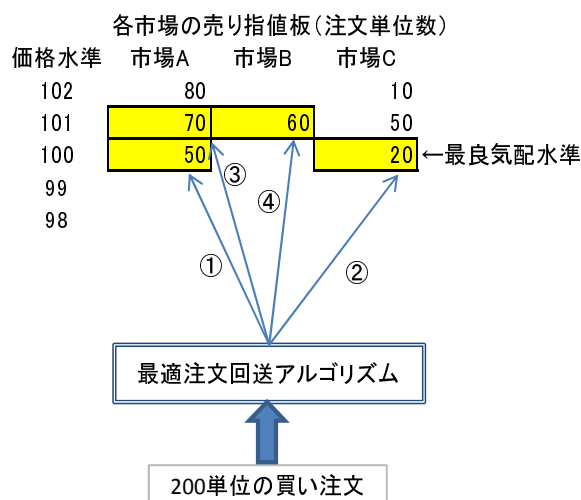 各市場の売り指値板(注文単位数)
価格水準 市場A 市場B 市場C
102 80 10
101 70 60 50
100 50 20 ←最良気配水準
99
98
③
④
① ②
最適注文回送アルゴリズム
200単位の買い注文